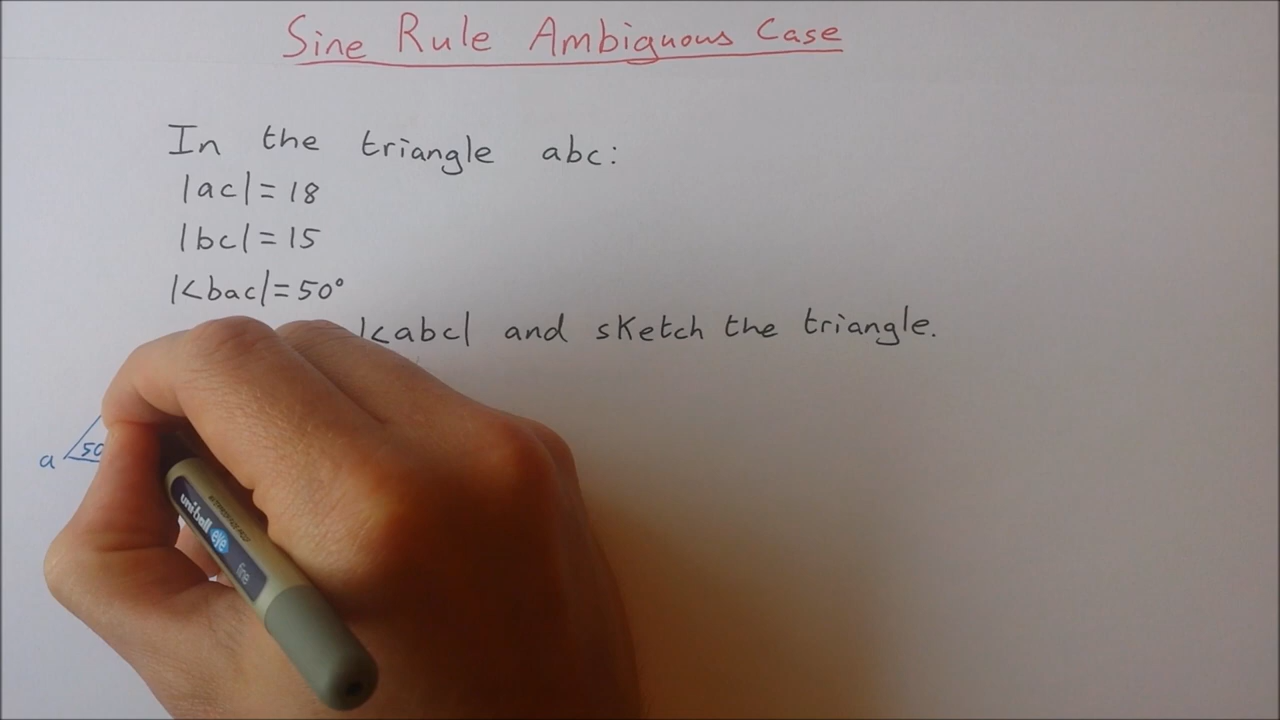 Sine Rule Ambiguous Case
In the triangle abc:
|ac| = 18
|bc| = 15
|<bac| = 50°
|<abc| and sketch the triangle.
a 50
uni-ball eye fine